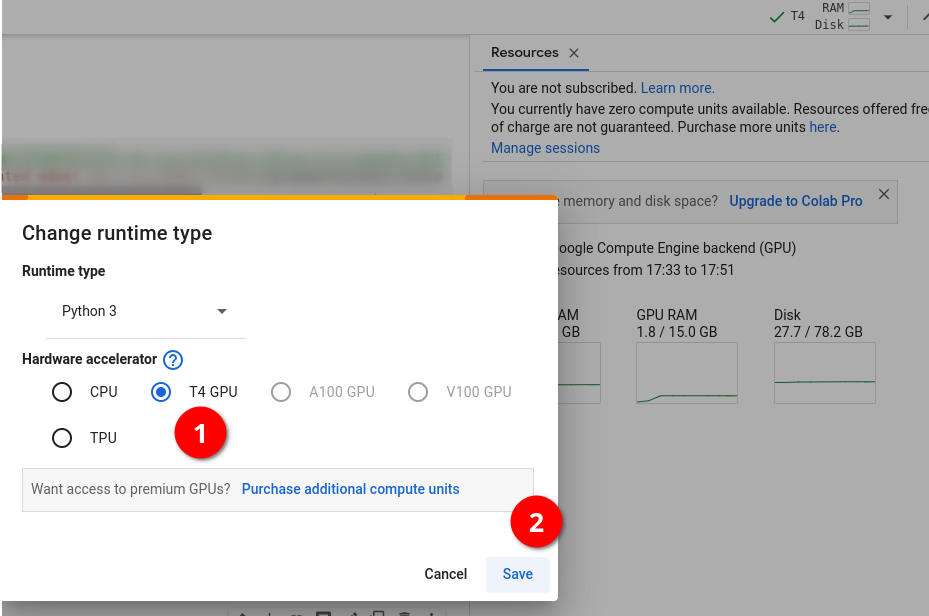 T4
RAM
Disk
Resources
You are not subscribed. Learn more.
You currently have zero compute units available. Resources offered fre
of charge are not guaranteed. Purchase more units here.
Manage sessions
memory and disk space? Upgrade to Colab Pro
oogle Compute Engine backend (GPU)
esources from 17:33 to 17:51
AM
GB
GPU RAM
1.8 / 15.0 GB
Disk
27.7 / 78.2 GB
Change runtime type
Runtime type
Python 3
Hardware accelerator ?
CPU T4 GPU A100 GPU V100 GPU
TPU
1
Want access to premium GPUs? Purchase additional compute units
2
Cancel Save